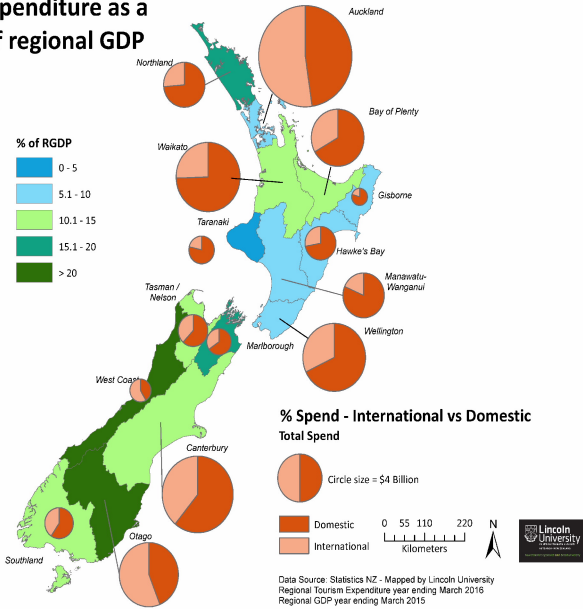 penditure as a
f regional GDP
Auckland
Northland
Bay of Plenty
% of RGDP
0 - 5
5.1 - 10
10.1 - 15
15.1 - 20
> 20
Waikato
Gisborne
Taranaki
Hawke's Bay
Manawatu-
Wanganui
Tasman /
Nelson
Wellington
Marlborough
West Coast
% Spend - International vs Domestic
Total Spend
Circle size = $4 Billion
Canterbury
Domestic
International
0 55 110 220
Kilometers
N
Lincoln
University
Otago
Southland
Data Source: Statistics NZ - Mapped by Lincoln University
Regional Tourism Expenditure year ending March 2016
Regional GDP year ending March 2015